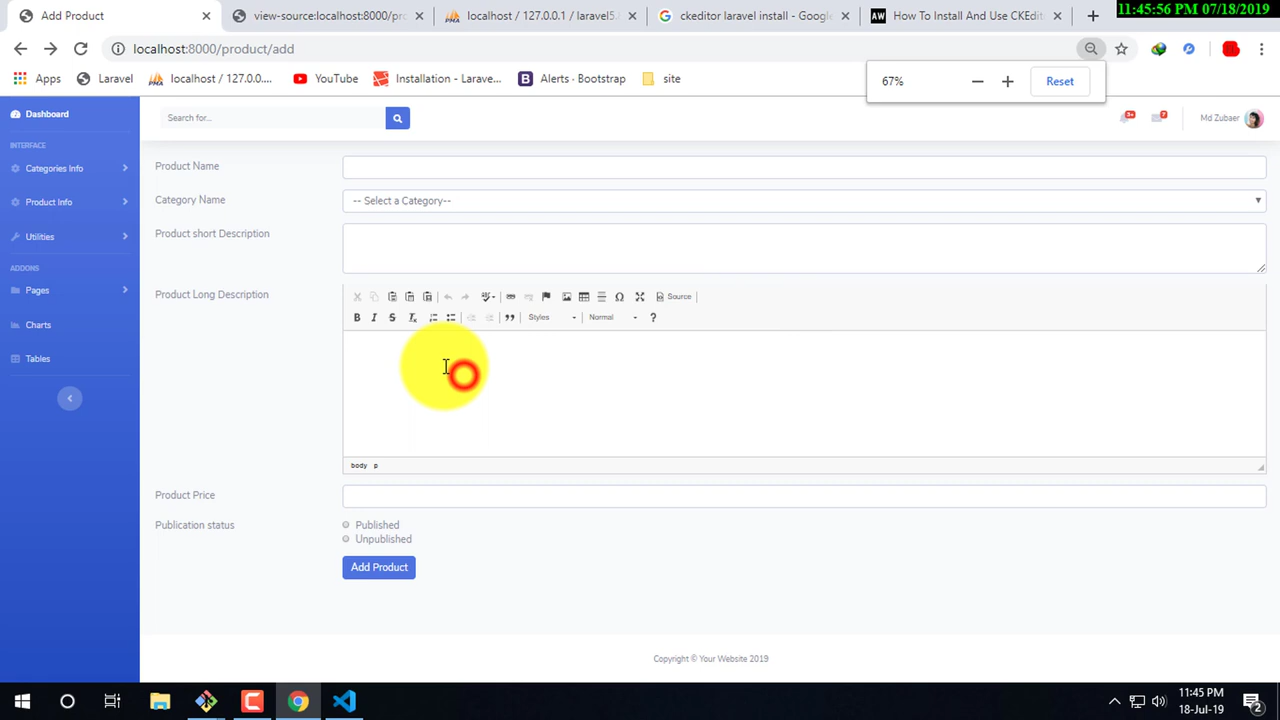 11:45:56 PM 07/18/2019
Add Product
view-source:localhost:8000/pro
localhost / 127.0.0.1 / laravel5.
ckeditor laravel install - Google
How To Install And Use CKEdit
localhost:8000/product/add
Apps
Laravel
localhost / 127.0.0....
YouTube
Installation - Larave...
Alerts · Bootstrap
site
67%
Reset
Dashboard
Search for...
3+
7
Md Zubaer
INTERFACE
Categories Info
Product Info
Utilities
ADDONS
Pages
Charts
Tables
Product Name
Category Name
-- Select a Category--
Product short Description
Product Long Description
Source
Styles
Normal
body p
Product Price
Publication status
Published
Unpublished
Add Product
Copyright © Your Website 2019
11:45 PM
18-Jul-19
2